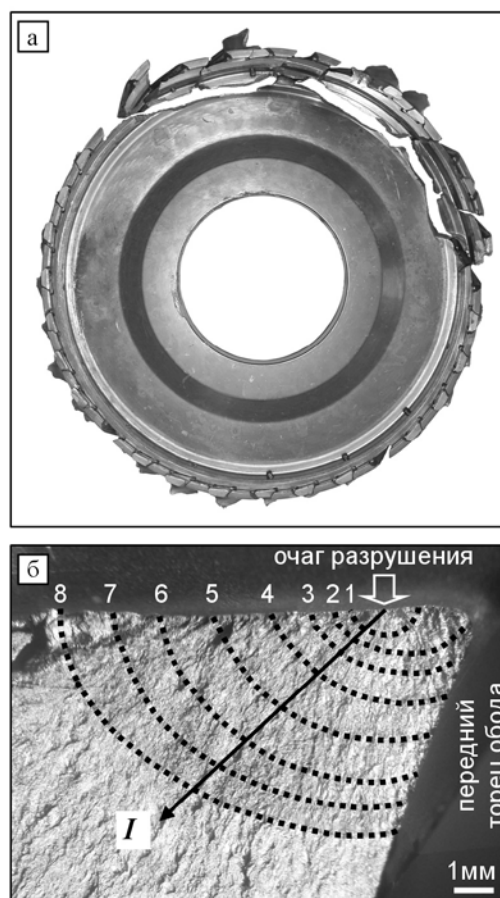 а
б
очаг разрушения
8 7 6 5 4 3 2 1
передний
торец обода
I
1мм